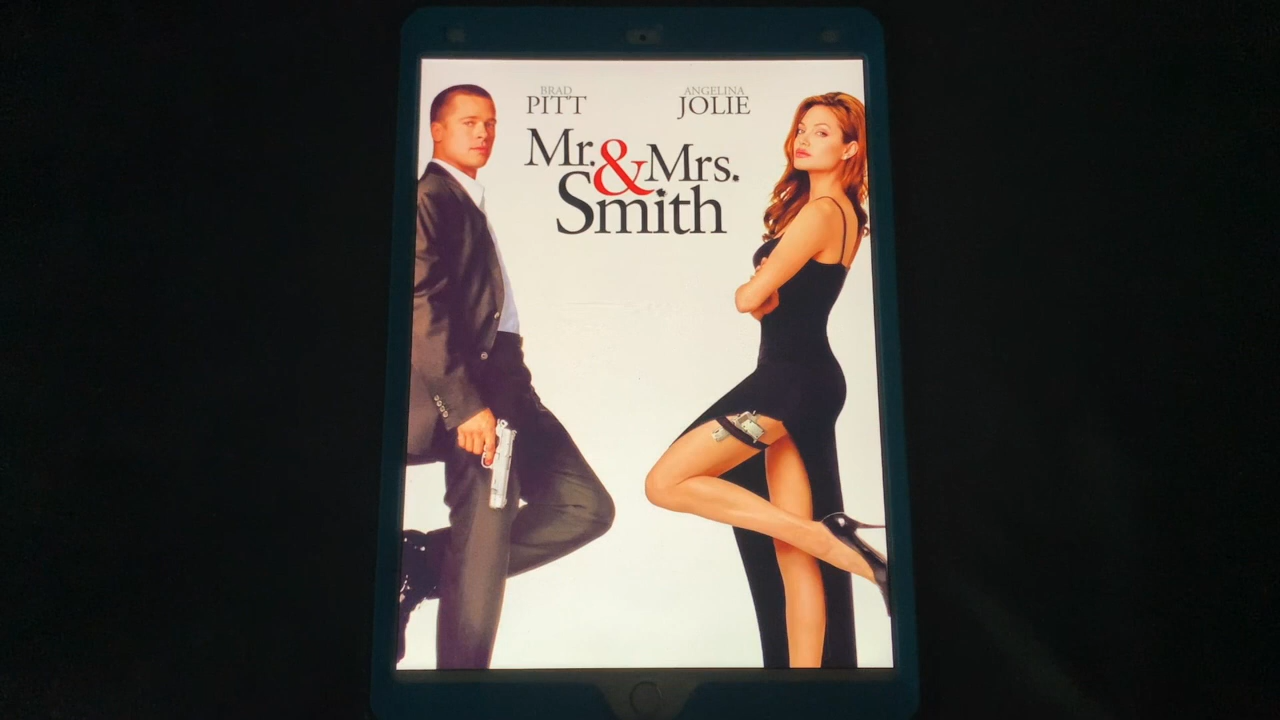 BRAD
PITT
ANGELINA
JOLIE
Mr. & Mrs.
Smith